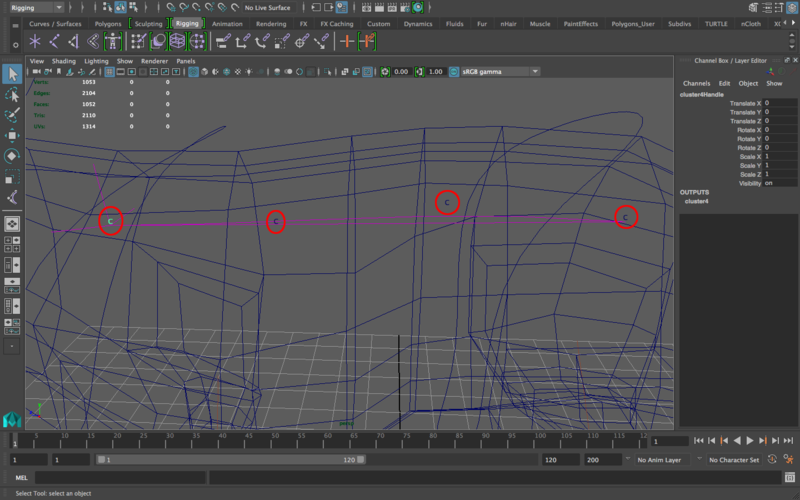 Rigging
No Live Surface
Curves / Surfaces Polygons Sculpting Rigging Animation Rendering FX FX Caching Custom Dynamics Fluids Fur nHair Muscle PaintEffects Polygons_User Subdivs TURTLE nCloth
View Shading Lighting Show Renderer Panels
0.00 1.00 sRGB gamma
Verts: 1053 0 0
Edges: 2104 0 0
Faces: 1052 0 0
Tris: 2110 0 0
UVs: 1314 0 0
C C C C
persp
Channel Box / Layer Editor
Channels Edit Object Show
cluster4Handle
Translate X 0
Translate Y 0
Translate Z 0
Rotate X 0
Rotate Y 0
Rotate Z 0
Scale X 1
Scale Y 1
Scale Z 1
Visibility on
OUTPUTS
cluster4
1 5 10 15 20 25 30 35 40 45 50 55 60 65 70 75 80 85 90 95 100 105 110 115 12
1
1 1 1 120 120 200 No Anim Layer No Character Set
MEL
Select Tool: select an object